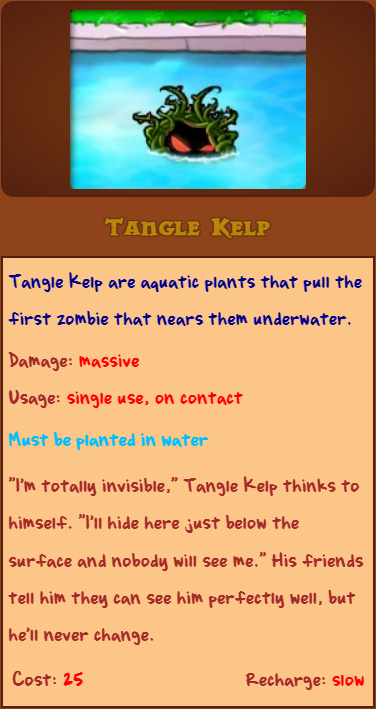 Tangle Kelp
Tangle Kelp are aquatic plants that pull the
first zombie that nears them underwater.
Damage: massive
Usage: single use, on contact
Must be planted in water
"I'm totally invisible," Tangle Kelp thinks to
himself. "I'll hide here just below the
surface and nobody will see me." His friends
tell him they can see him perfectly well, but
he'll never change.
Cost: 25 Recharge: slow